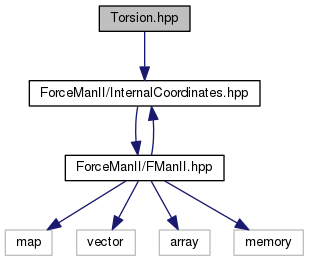 Torsion.hpp
ForceManII/InternalCoordinates.hpp
ForceManII/FManII.hpp
map
vector
array
memory